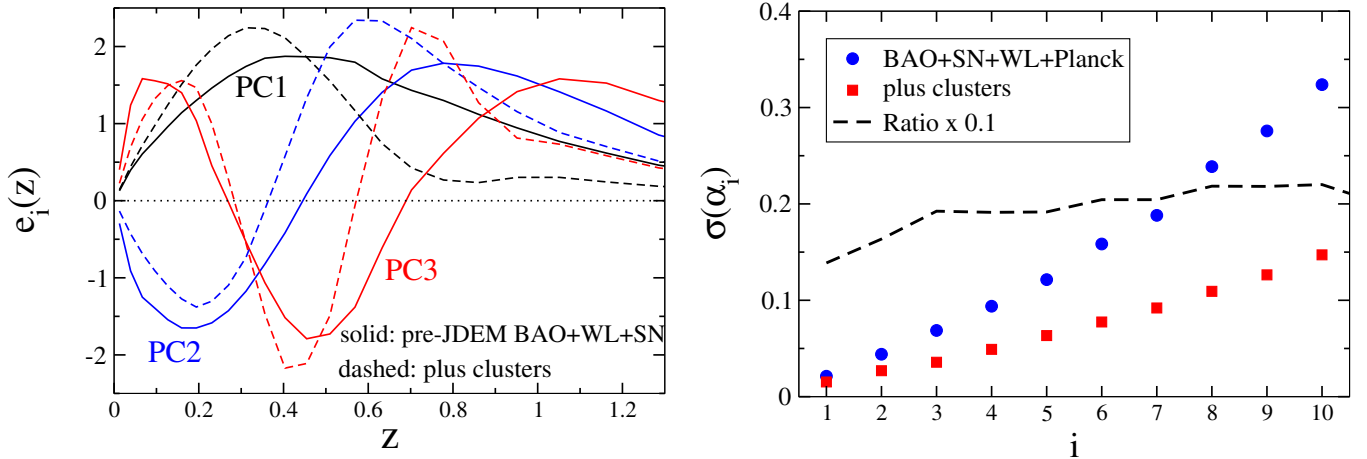 2
1
0
-1
-2
e_i(z)
PC1
PC3
PC2
solid: pre-JDEM BAO+WL+SN
dashed: plus clusters
0 0.2 0.4 0.6 0.8 1 1.2
z
0.4
0.3
0.2
0.1
0
σ(α_i)
BAO+SN+WL+Planck
plus clusters
Ratio x 0.1
1 2 3 4 5 6 7 8 9 10
i